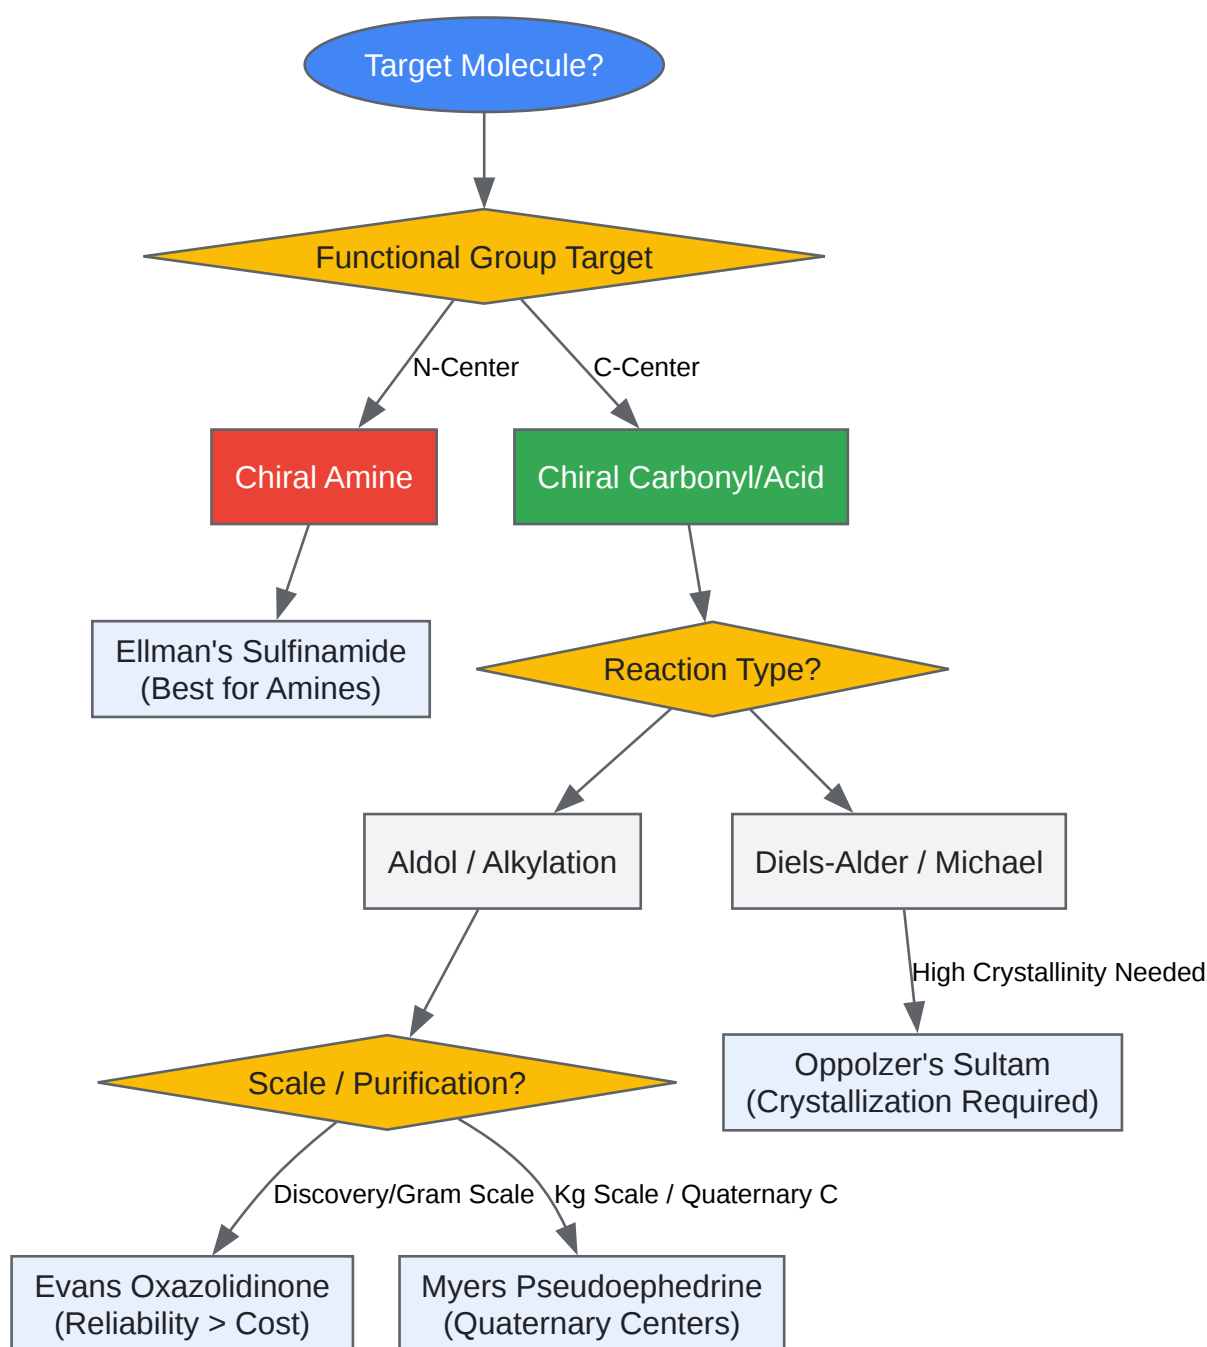 Target Molecule?
Functional Group Target
N-Center
C-Center
Chiral Amine
Chiral Carbonyl/Acid
Ellman's Sulfinamide
(Best for Amines)
Reaction Type?
Aldol / Alkylation
Diels-Alder / Michael
High Crystallinity Needed
Oppolzer's Sultam
(Crystallization Required)
Scale / Purification?
Discovery/Gram Scale
Kg Scale / Quaternary C
Evans Oxazolidinone
(Reliability > Cost)
Myers Pseudoephedrine
(Quaternary Centers)